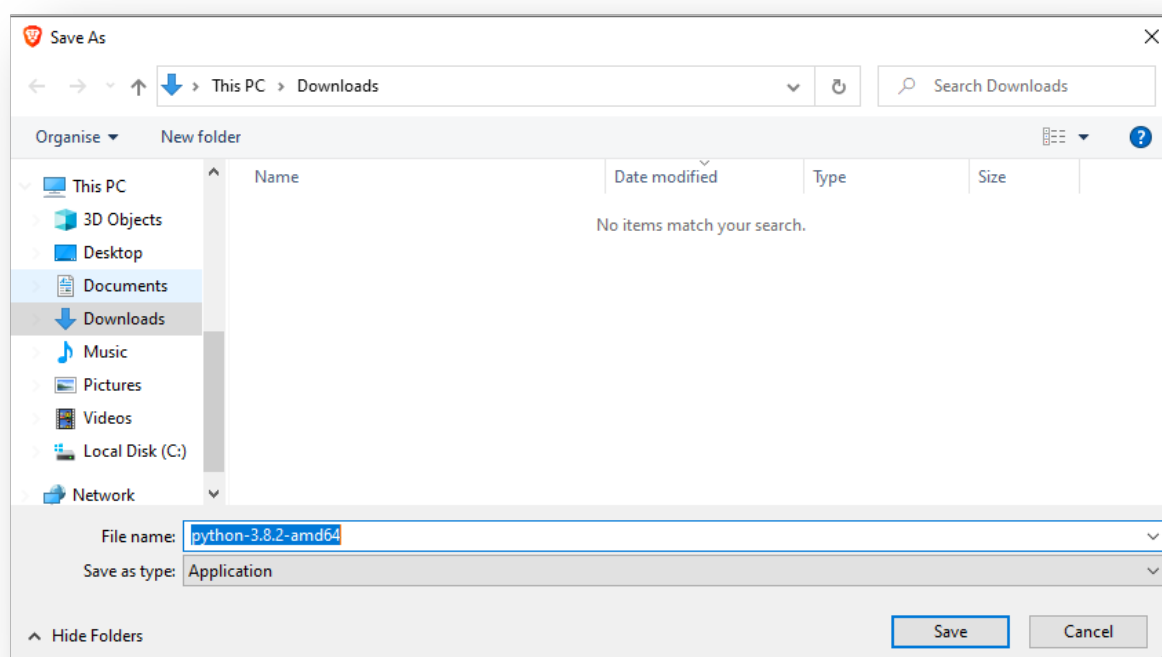 Save As
This PC > Downloads
Search Downloads
Organise
New folder
Name
Date modified
Type
Size
No items match your search.
This PC
3D Objects
Desktop
Documents
Downloads
Music
Pictures
Videos
Local Disk (C:)
Network
File name: python-3.8.2-amd64
Save as type: Application
Hide Folders
Save
Cancel